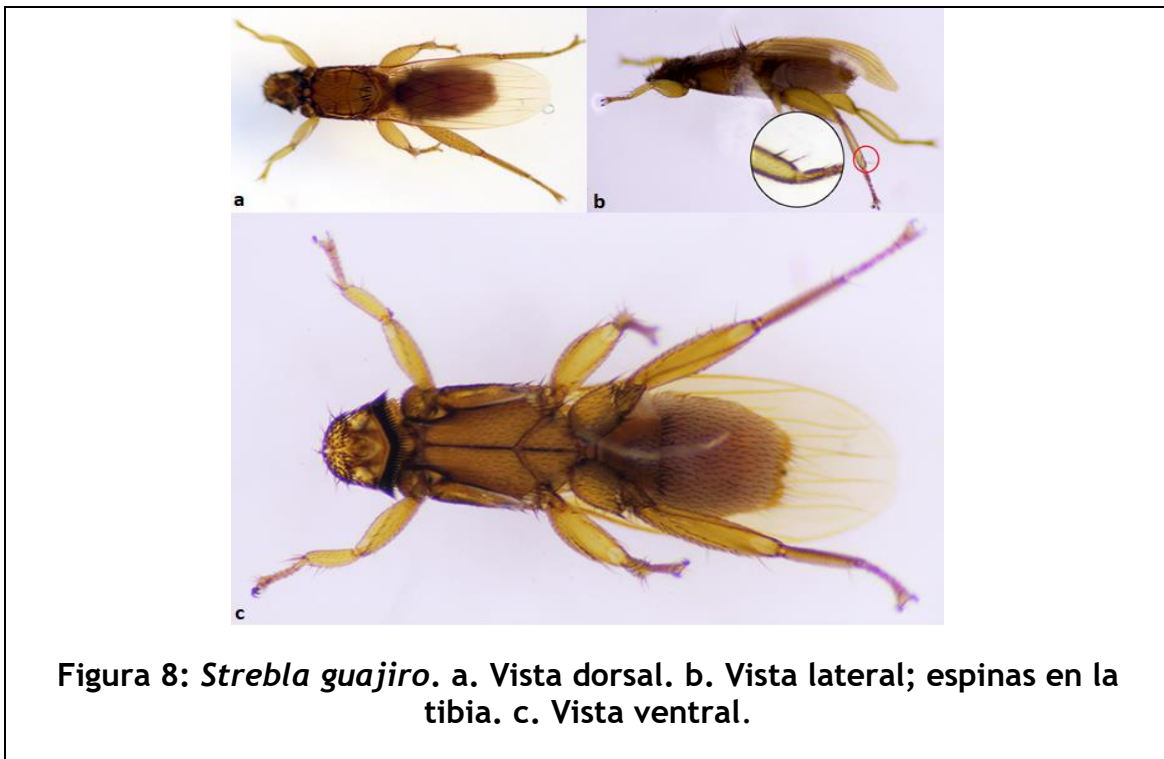 a
b
c
Figura 8: Strebla guajiro. a. Vista dorsal. b. Vista lateral; espinas en la
tibia. c. Vista ventral.